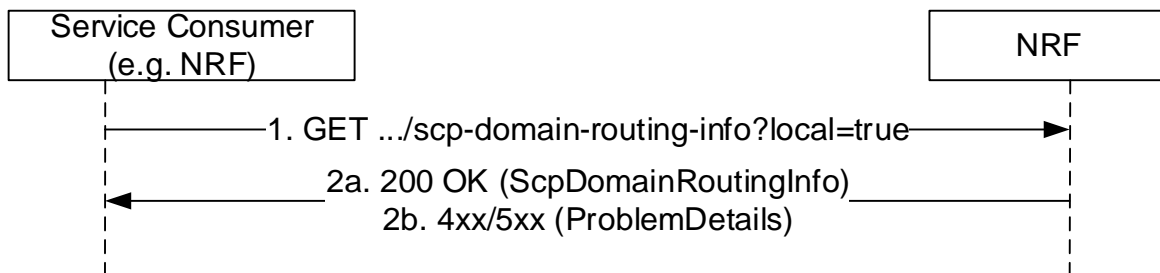 Service Consumer
(e.g. NRF)
NRF
1. GET .../scp-domain-routing-info?local=true
2a. 200 OK (ScpDomainRoutingInfo)
2b. 4xx/5xx (ProblemDetails)